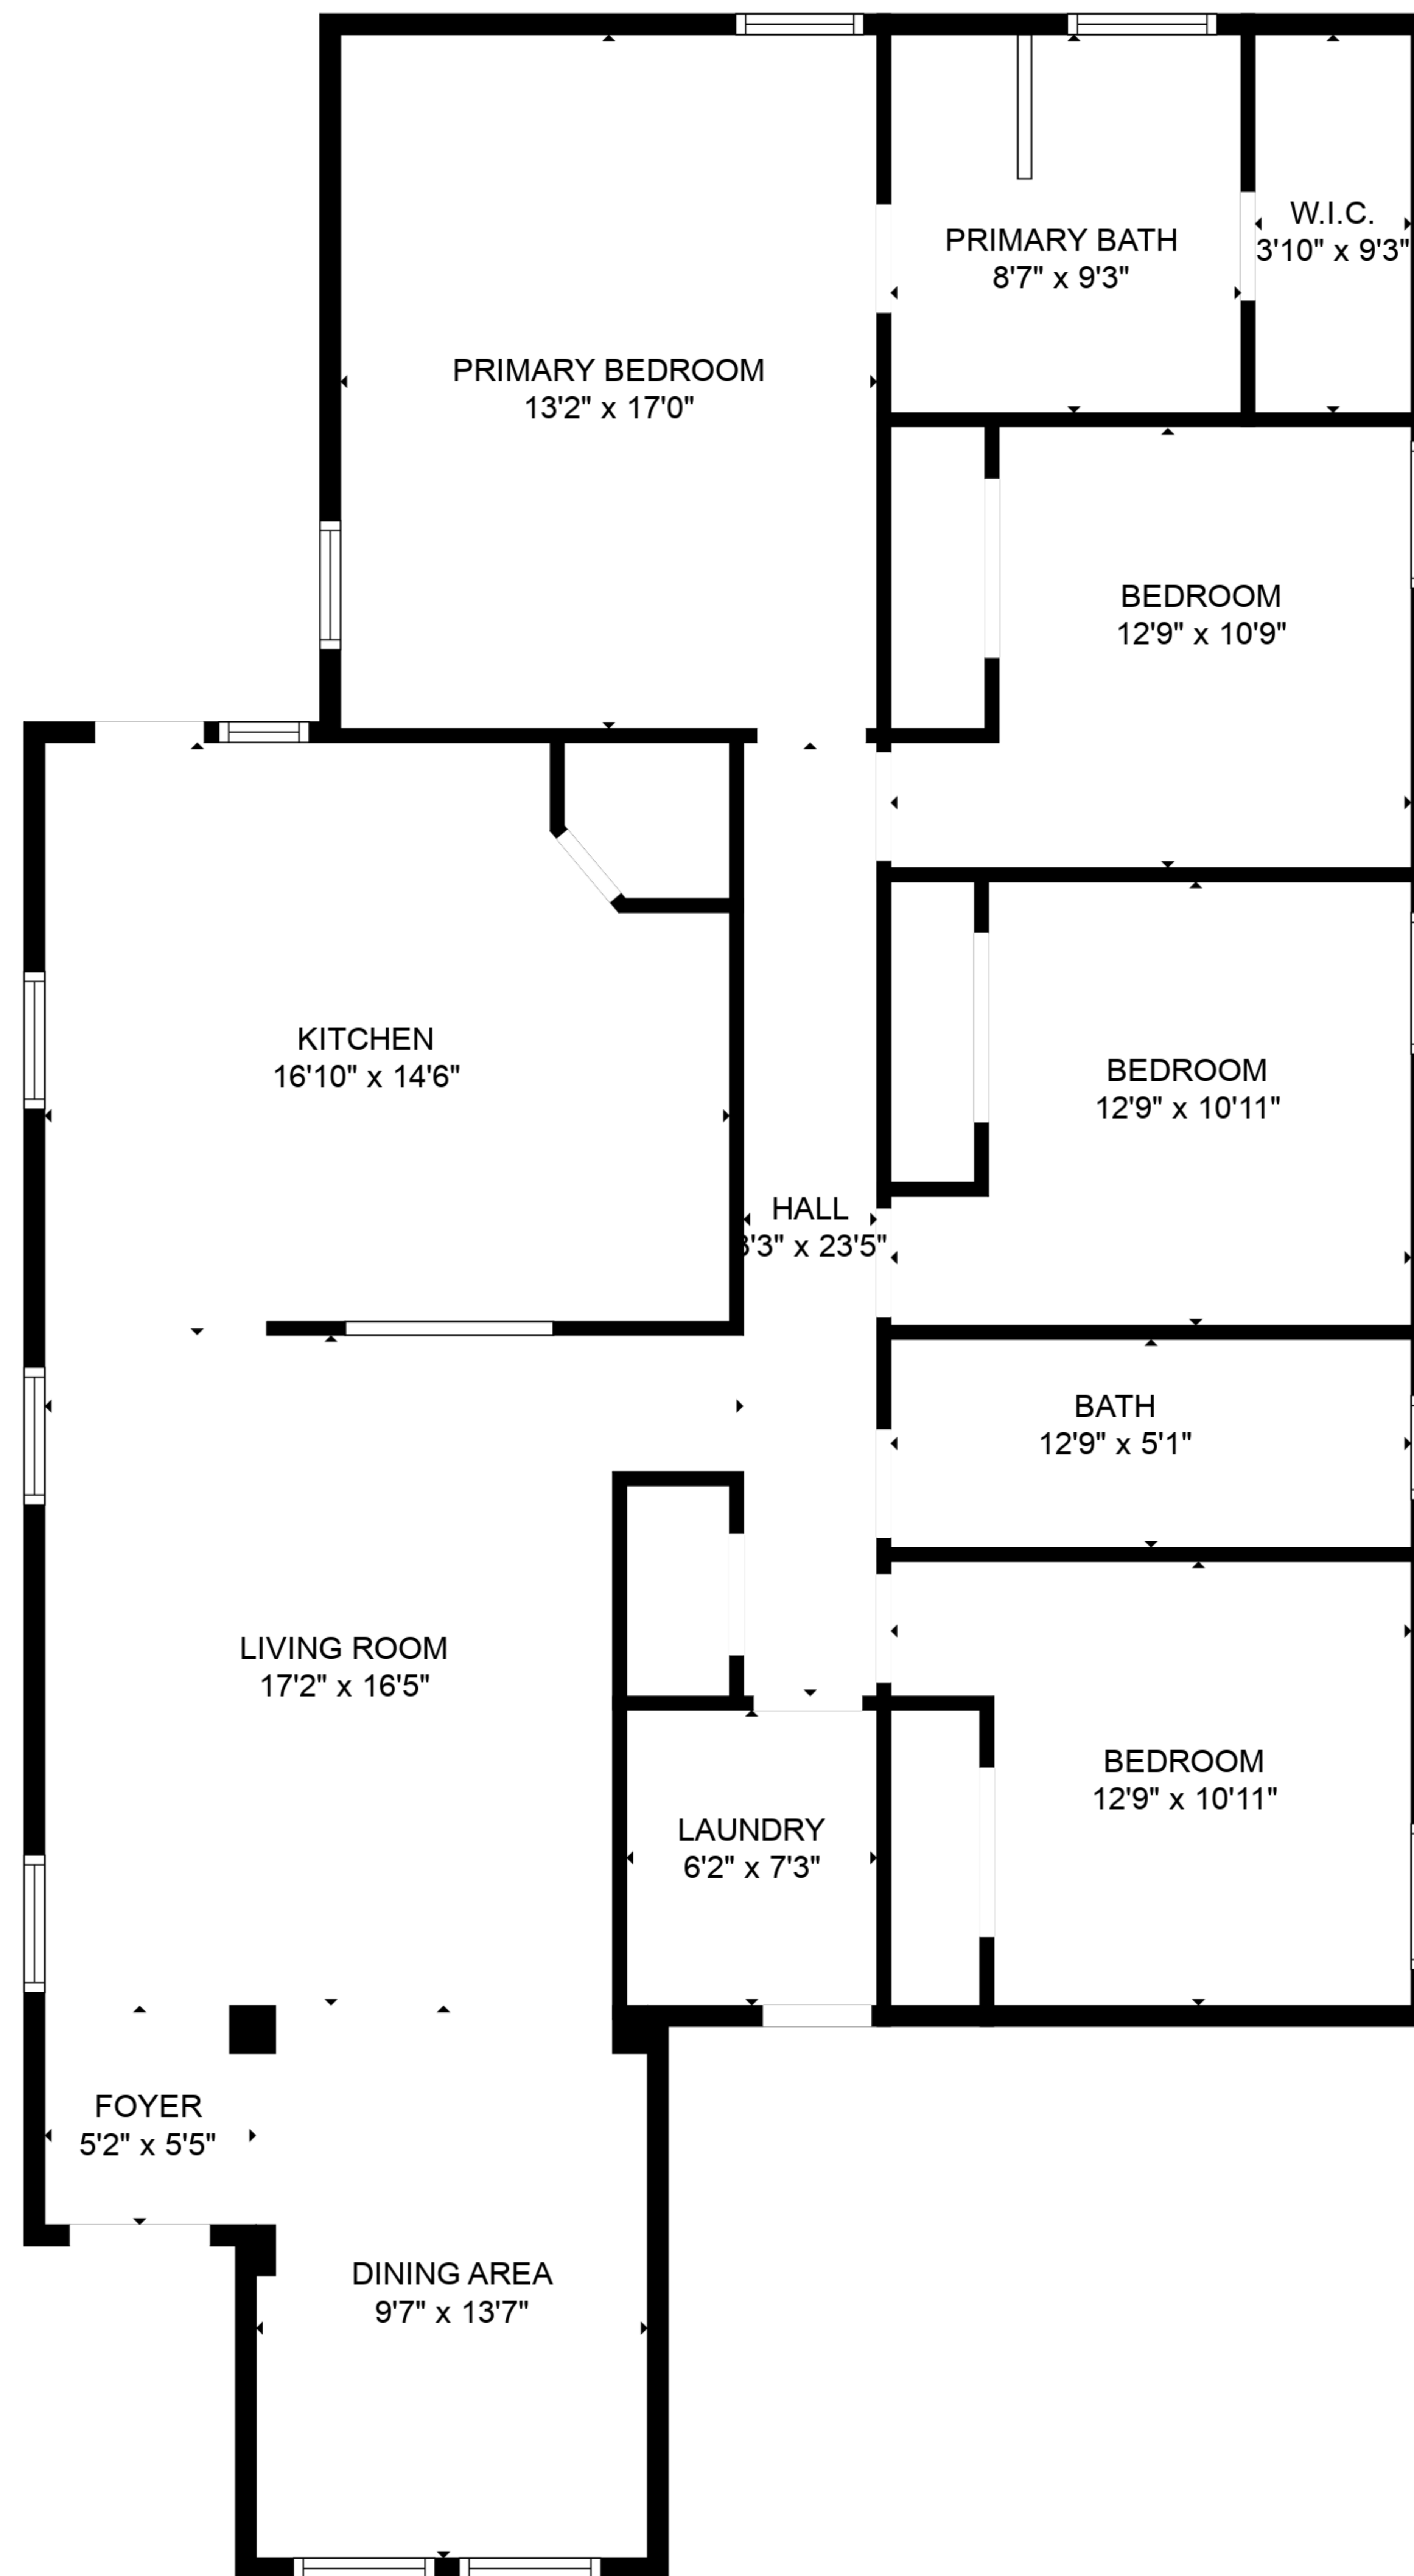 PRIMARY BATH
8'7" x 9'3"
W.I.C.
3'10" x 9'3"
PRIMARY BEDROOM
13'2" x 17'0"
BEDROOM
12'9" x 10'9"
KITCHEN
16'10" x 14'6"
BEDROOM
12'9" x 10'11"
HALL
3'3" x 23'5"
BATH
12'9" x 5'1"
LIVING ROOM
17'2" x 16'5"
BEDROOM
12'9" x 10'11"
LAUNDRY
6'2" x 7'3"
FOYER
5'2" x 5'5"
DINING AREA
9'7" x 13'7"